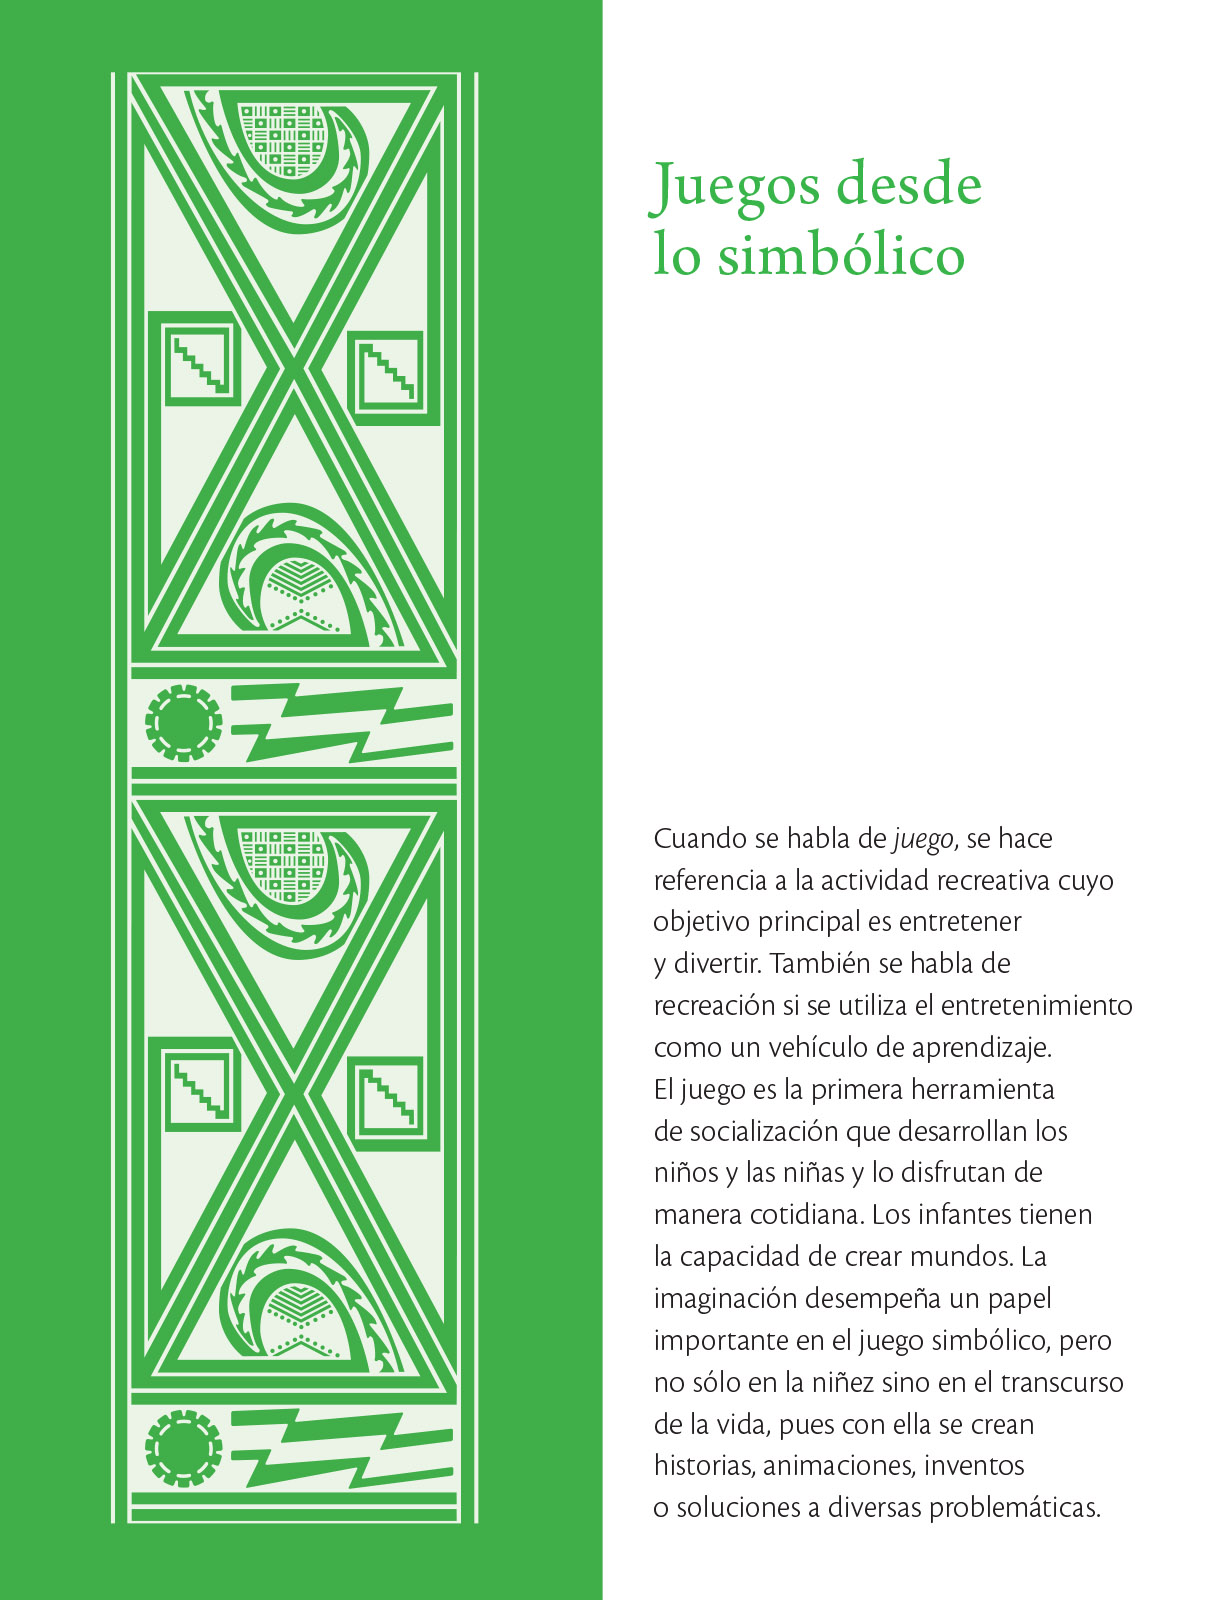 Juegos desde
lo simbólico
Cuando se habla de juego, se hace
referencia a la actividad recreativa cuyo
objetivo principal es entretener
y divertir. También se habla de
recreación si se utiliza el entretenimiento
como un vehículo de aprendizaje.
El juego es la primera herramienta
de socialización que desarrollan los
niños y las niñas y lo disfrutan de
manera cotidiana. Los infantes tienen
la capacidad de crear mundos. La
imaginación desempeña un papel
importante en el juego simbólico, pero
no sólo en la niñez sino en el transcurso
de la vida, pues con ella se crean
historias, animaciones, inventos
o soluciones a diversas problemáticas.